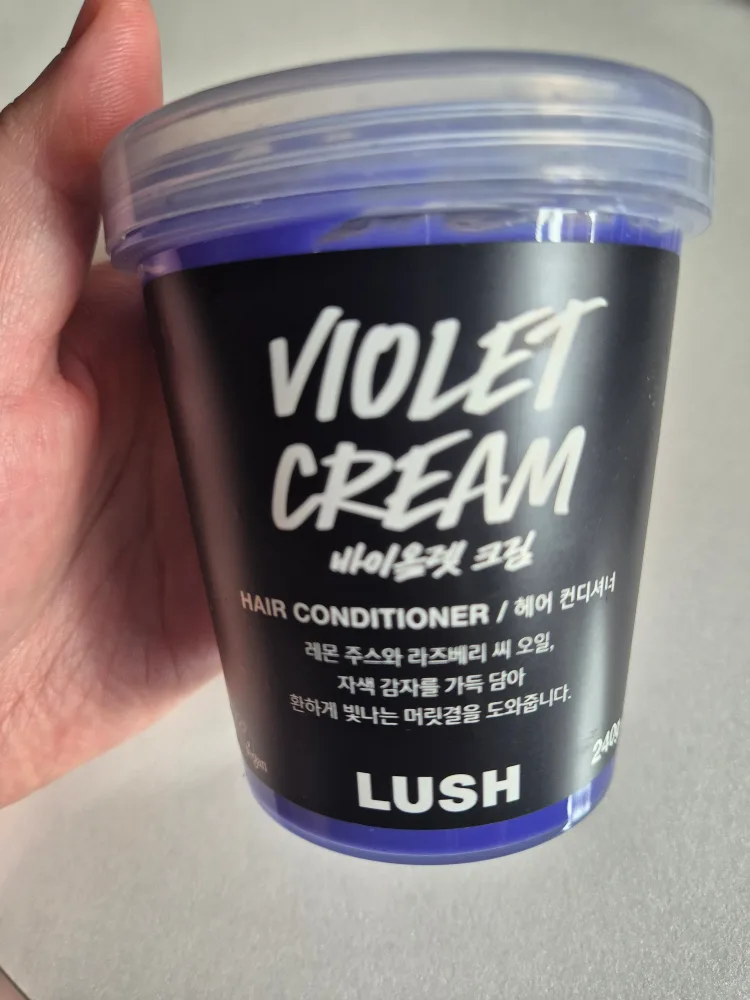 VIOLET
CREAM
바이올렛 크림
HAIR CONDITIONER / 헤어 컨디셔너
레몬 주스와 라즈베리 씨 오일,
자색 감자를 가득 담아
환하게 빛나는 머릿결을 도와줍니다.
240g
LUSH